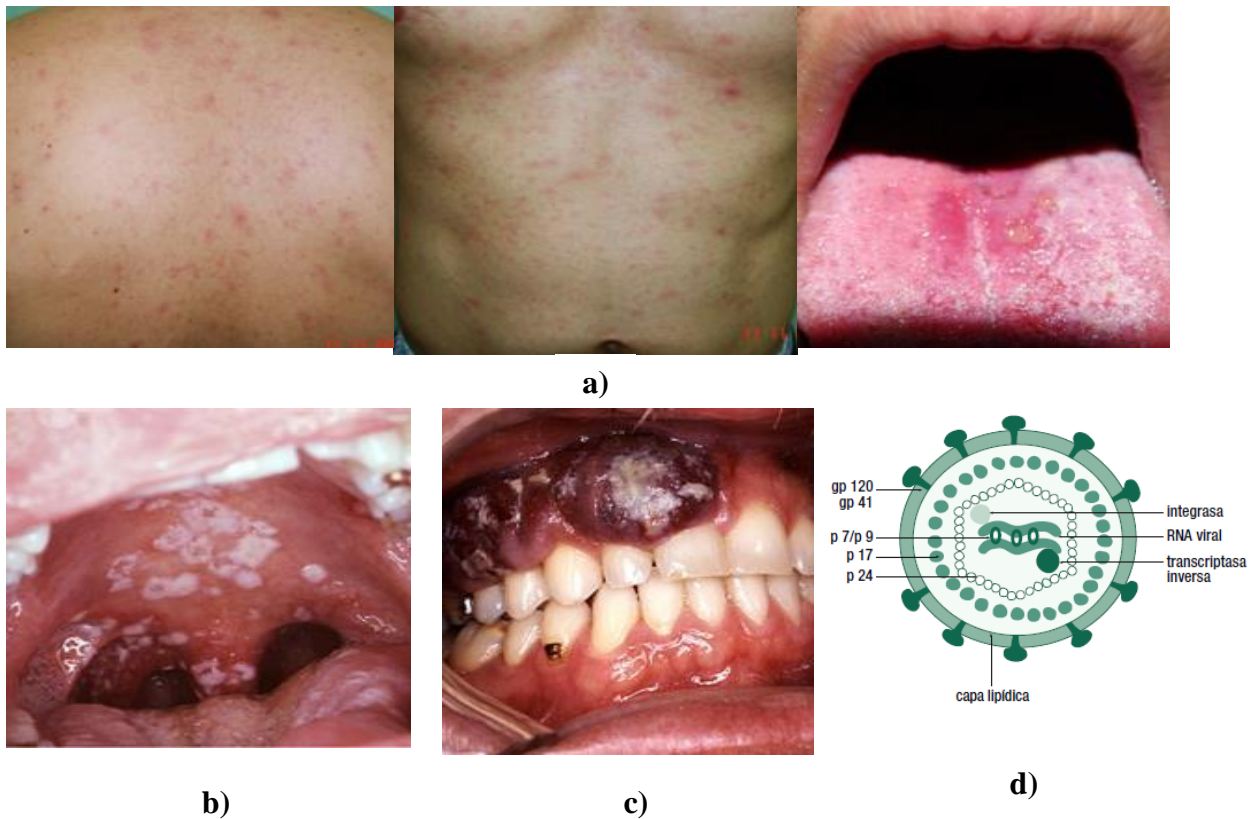 a)
gp 120
gp 41
p 7/p 9
p 17
p 24
integrasa
RNA viral
transcriptasa
inversa
capa lipídica
b)
c)
d)